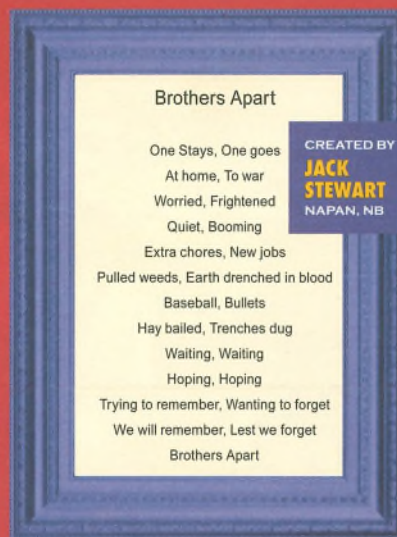 Brothers Apart
One Stays, One goes
At home, To war
Worried, Frightened
Quiet, Booming
Extra chores, New jobs
Pulled weeds, Earth drenched in blood
Baseball, Bullets
Hay bailed, Trenches dug
Waiting, Waiting
Hoping, Hoping
Trying to remember, Wanting to forget
We will remember, Lest we forget
Brothers Apart
CREATED BY
JACK
STEWART
NAPAN, NB